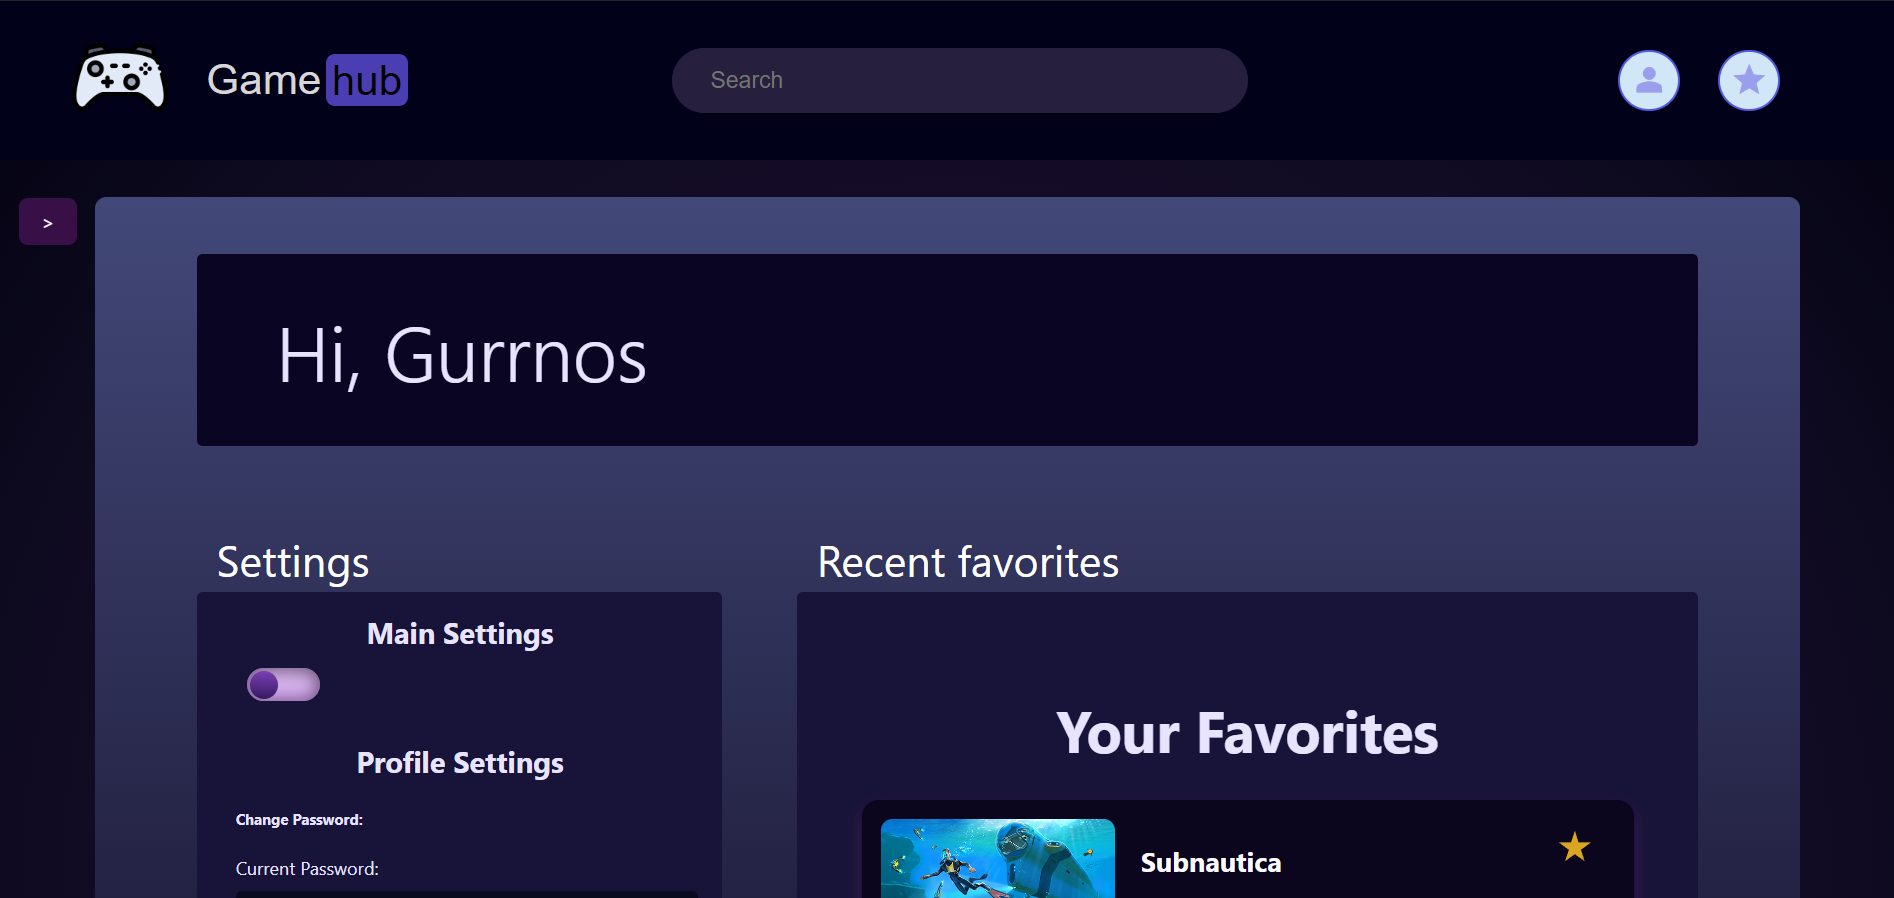 Game hub
Search
>
Hi, Gurrnos
Settings
Recent favorites
Main Settings
Profile Settings
Change Password:
Current Password:
Your Favorites
Subnautica